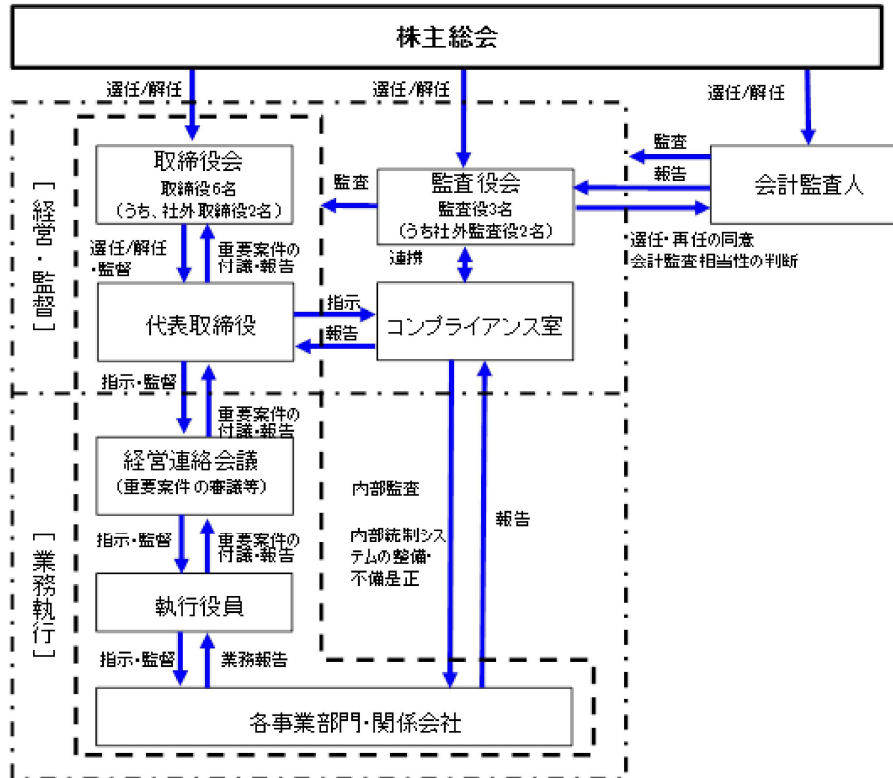 株主総会
選任/解任
選任/解任
選任/解任
[経営・監督]
取締役会
取締役6名
(うち、社外取締役2名)
監査
監査役会
監査役3名
(うち社外監査役2名)
監査
報告
会計監査人
選任・再任の同意
会計監査相当性の判断
選任/解任
・監督
重要案件の
付議・報告
連携
代表取締役
指示
報告
コンプライアンス室
指示・監督
重要案件の
付議・報告
[業務執行]
経営連絡会議
(重要案件の審議等)
内部監査
内部統制シス
テムの整備・
不備是正
報告
指示・監督
重要案件の
付議・報告
執行役員
指示・監督
業務報告
各事業部門・関係会社